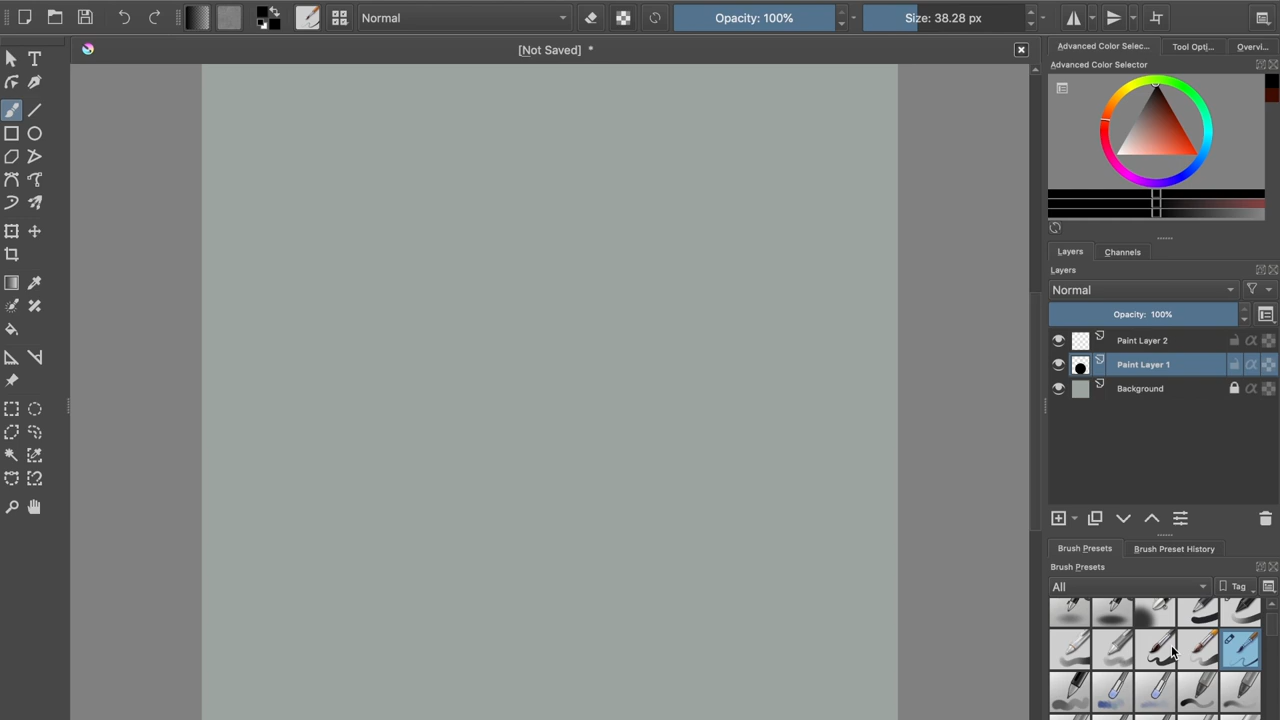 Normal
Opacity: 100%
Size: 38.28 px
[Not Saved] *
Advanced Color Selec...
Tool Opti...
Overvi...
Advanced Color Selector
Layers
Channels
Layers
Normal
Opacity: 100%
Paint Layer 2
Paint Layer 1
Background
Brush Presets
Brush Preset History
Brush Presets
All
Tag